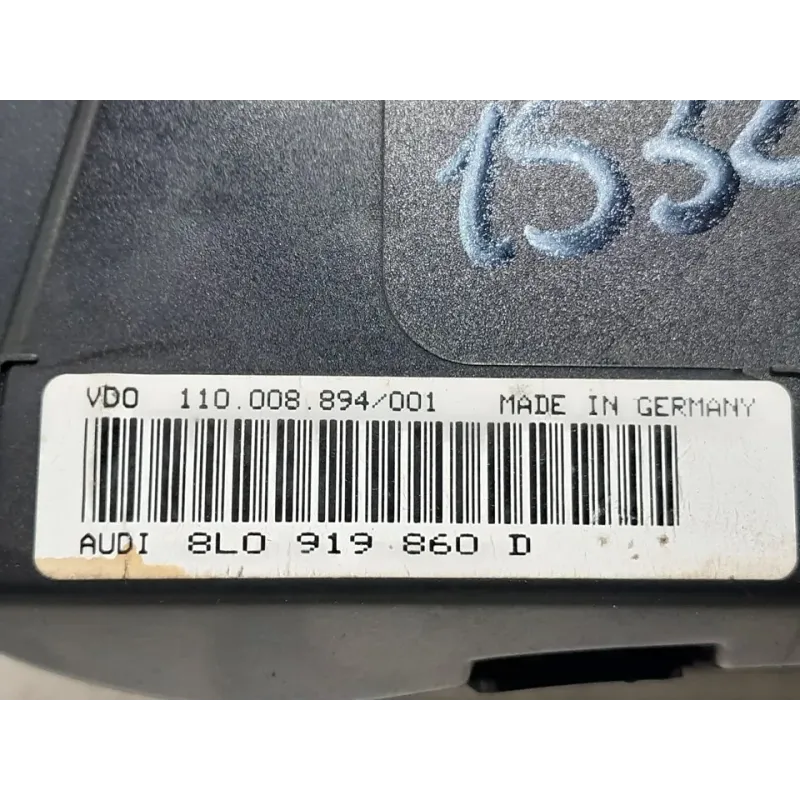 VDO 110.008.894/001 MADE IN GERMANY
AUDI 8L0 919 860 D